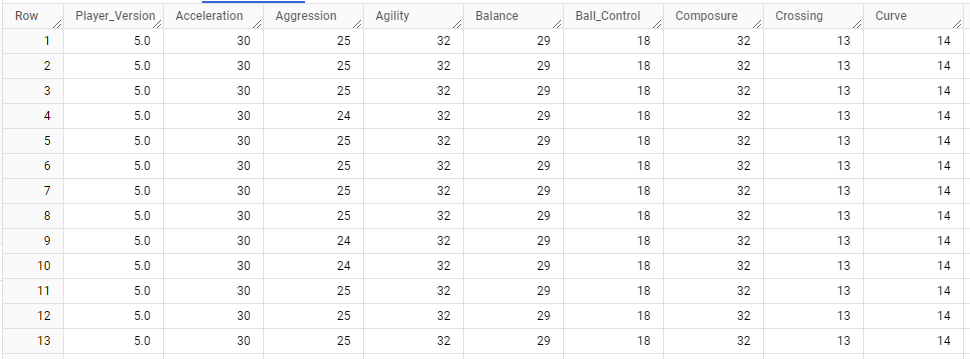 Row Player_Version Acceleration Aggression Agility Balance Ball_Control Composure Crossing Curve
1 5.0 30 25 32 29 18 32 13 14
2 5.0 30 25 32 29 18 32 13 14
3 5.0 30 25 32 29 18 32 13 14
4 5.0 30 24 32 29 18 32 13 14
5 5.0 30 25 32 29 18 32 13 14
6 5.0 30 25 32 29 18 32 13 14
7 5.0 30 25 32 29 18 32 13 14
8 5.0 30 25 32 29 18 32 13 14
9 5.0 30 24 32 29 18 32 13 14
10 5.0 30 24 32 29 18 32 13 14
11 5.0 30 25 32 29 18 32 13 14
12 5.0 30 25 32 29 18 32 13 14
13 5.0 30 25 32 29 18 32 13 14